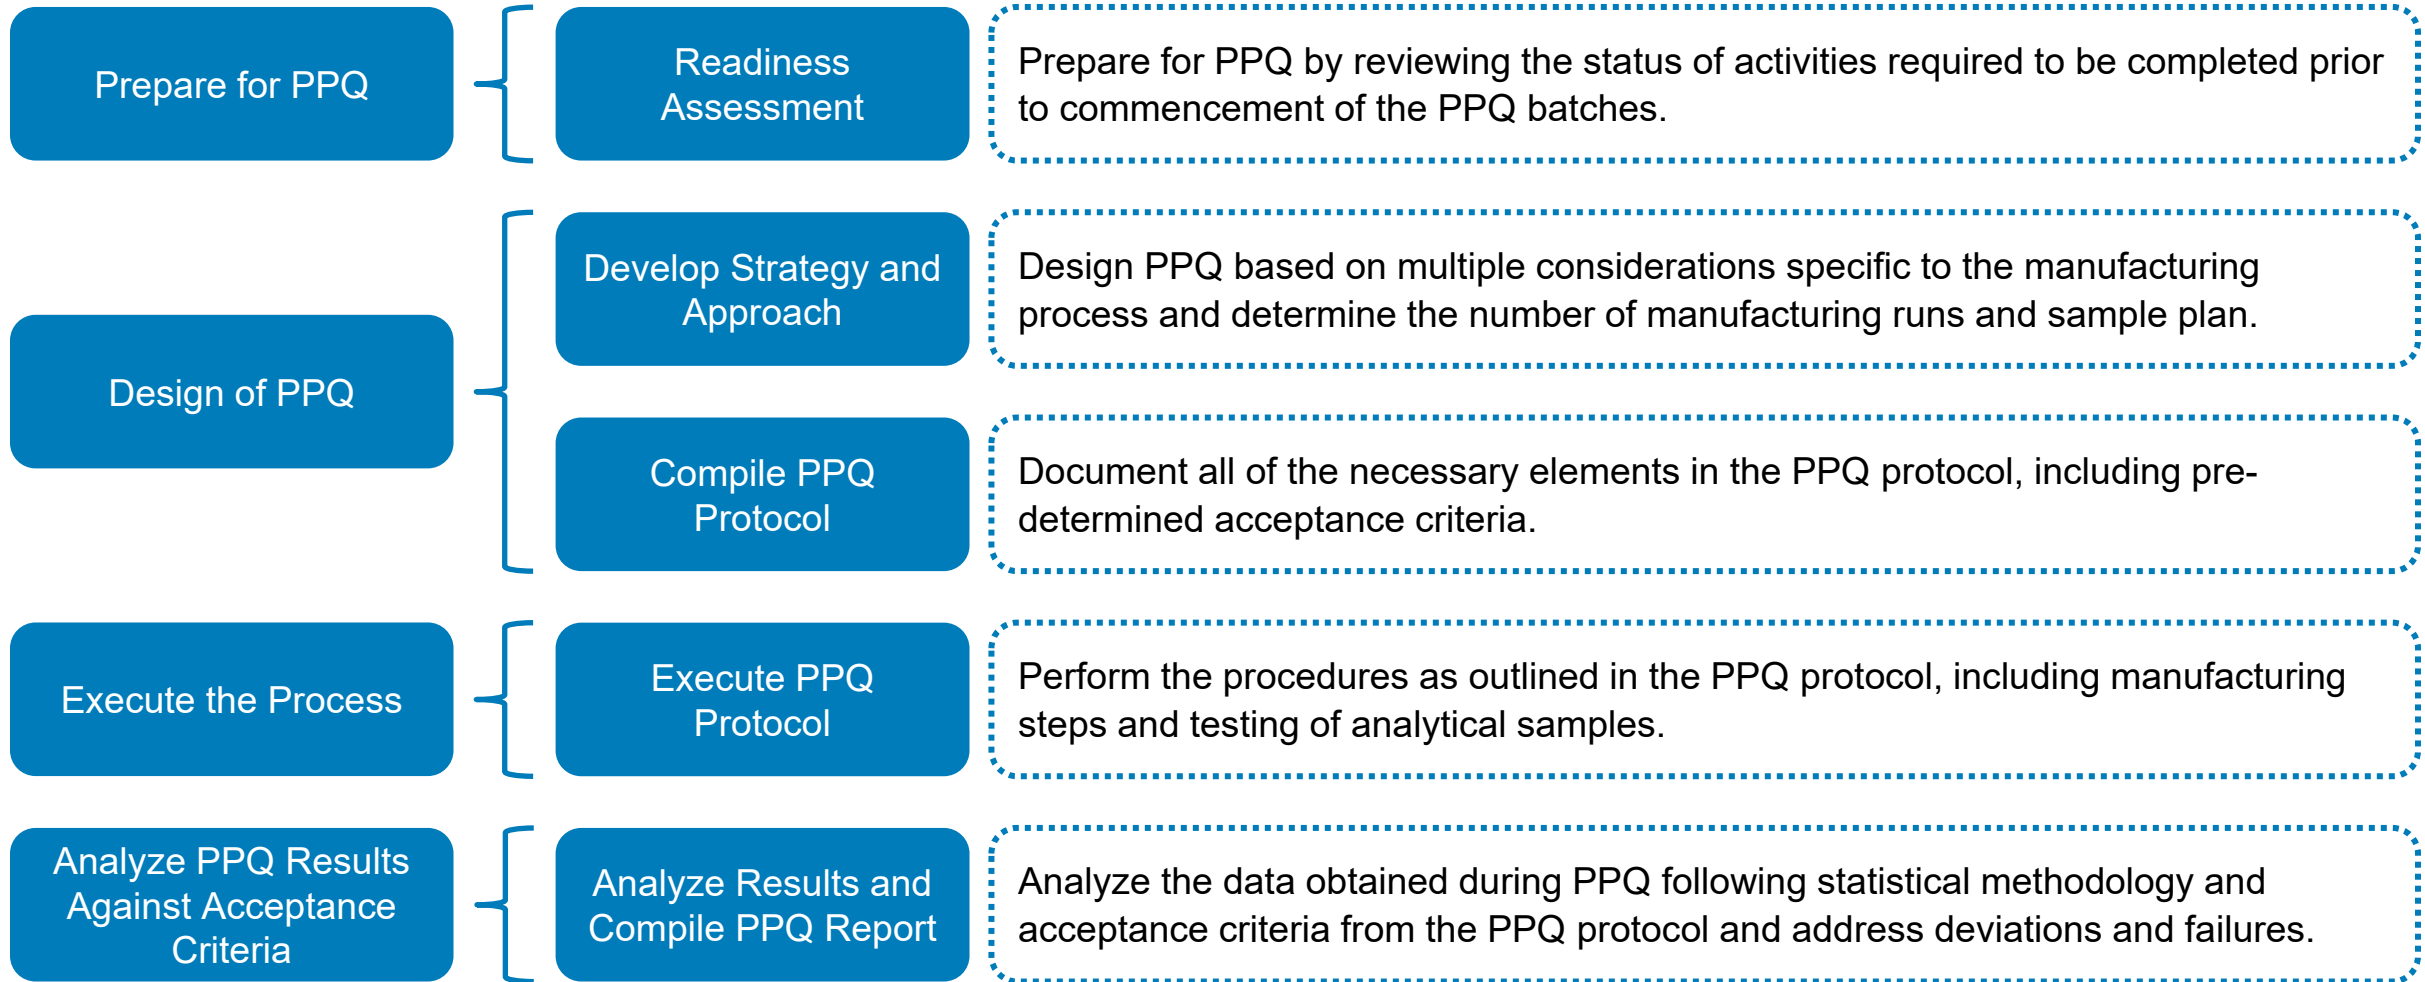 Prepare for PPQ
Readiness
Assessment
Prepare for PPQ by reviewing the status of activities required to be completed prior
to commencement of the PPQ batches.
Design of PPQ
Develop Strategy and
Approach
Design PPQ based on multiple considerations specific to the manufacturing
process and determine the number of manufacturing runs and sample plan.
Compile PPQ
Protocol
Document all of the necessary elements in the PPQ protocol, including pre-
determined acceptance criteria.
Execute the Process
Execute PPQ
Protocol
Perform the procedures as outlined in the PPQ protocol, including manufacturing
steps and testing of analytical samples.
Analyze PPQ Results
Against Acceptance
Criteria
Analyze Results and
Compile PPQ Report
Analyze the data obtained during PPQ following statistical methodology and
acceptance criteria from the PPQ protocol and address deviations and failures.